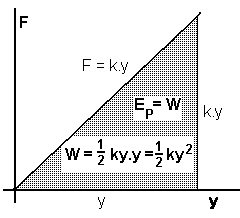 F
F = k.y
E_P = W
k.y
W = 1/2 ky.y = 1/2 ky²
y
y